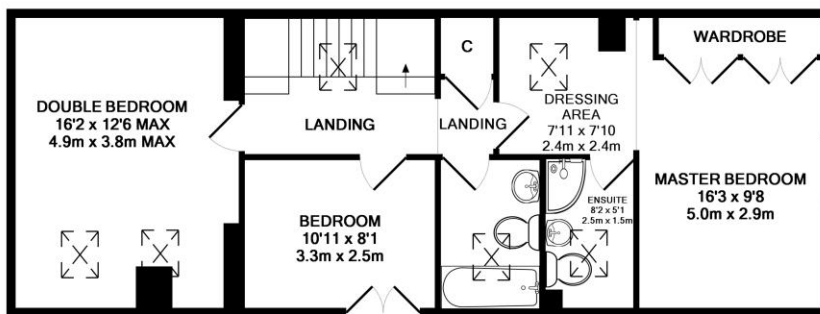 DOUBLE BEDROOM
16'2 x 12'6 MAX
4.9m x 3.8m MAX
LANDING
BEDROOM
10'11 x 8'1
3.3m x 2.5m
C
LANDING
DRESSING
AREA
7'11 x 7'10
2.4m x 2.4m
ENSUITE
8'2 x 5'1
2.5m x 1.5m
WARDROBE
MASTER BEDROOM
16'3 x 9'8
5.0m x 2.9m